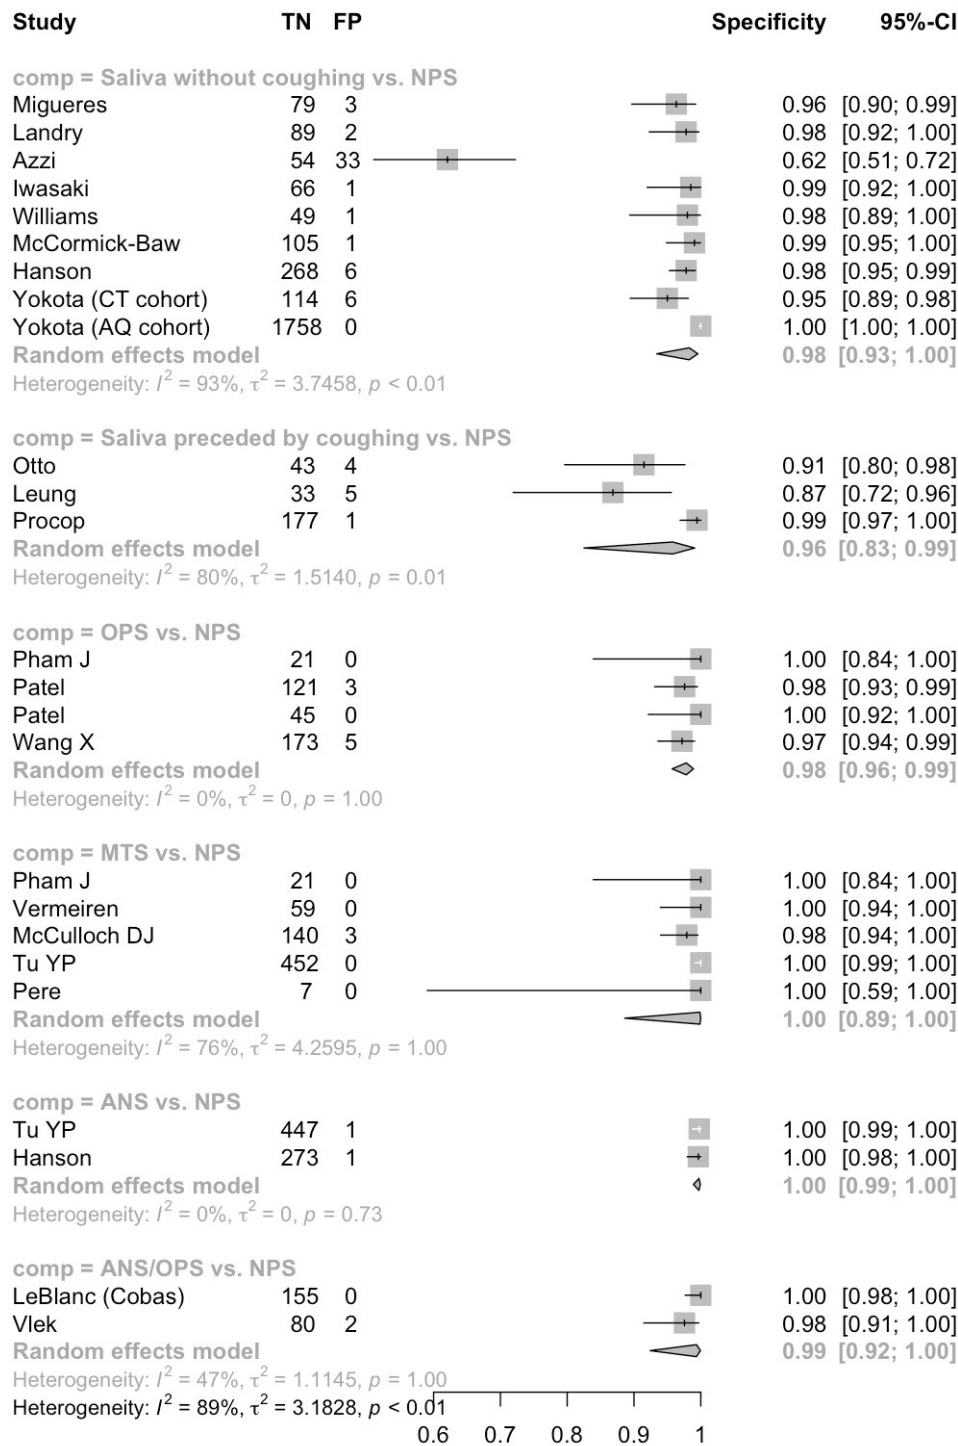 Study TN FP Specificity 95%-CI
comp = Saliva without coughing vs. NPS
Migueres 79 3 0.96 [0.90; 0.99]
Landry 89 2 0.98 [0.92; 1.00]
Azzi 54 33 0.62 [0.51; 0.72]
Iwasaki 66 1 0.99 [0.92; 1.00]
Williams 49 1 0.98 [0.89; 1.00]
McCormick-Baw 105 1 0.99 [0.95; 1.00]
Hanson 268 6 0.98 [0.95; 0.99]
Yokota (CT cohort) 114 6 0.95 [0.89; 0.98]
Yokota (AQ cohort) 1758 0 1.00 [1.00; 1.00]
Random effects model 0.98 [0.93; 1.00]
Heterogeneity: I² = 93%, τ² = 3.7458, p < 0.01
comp = Saliva preceded by coughing vs. NPS
Otto 43 4 0.91 [0.80; 0.98]
Leung 33 5 0.87 [0.72; 0.96]
Procop 177 1 0.99 [0.97; 1.00]
Random effects model 0.96 [0.83; 0.99]
Heterogeneity: I² = 80%, τ² = 1.5140, p = 0.01
comp = OPS vs. NPS
Pham J 21 0 1.00 [0.84; 1.00]
Patel 121 3 0.98 [0.93; 0.99]
Patel 45 0 1.00 [0.92; 1.00]
Wang X 173 5 0.97 [0.94; 0.99]
Random effects model 0.98 [0.96; 0.99]
Heterogeneity: I² = 0%, τ² = 0, p = 1.00
comp = MTS vs. NPS
Pham J 21 0 1.00 [0.84; 1.00]
Vermeiren 59 0 1.00 [0.94; 1.00]
McCulloch DJ 140 3 0.98 [0.94; 1.00]
Tu YP 452 0 1.00 [0.99; 1.00]
Pere 7 0 1.00 [0.59; 1.00]
Random effects model 1.00 [0.89; 1.00]
Heterogeneity: I² = 76%, τ² = 4.2595, p = 1.00
comp = ANS vs. NPS
Tu YP 447 1 1.00 [0.99; 1.00]
Hanson 273 1 1.00 [0.98; 1.00]
Random effects model 1.00 [0.99; 1.00]
Heterogeneity: I² = 0%, τ² = 0, p = 0.73
comp = ANS/OPS vs. NPS
LeBlanc (Cobas) 155 0 1.00 [0.98; 1.00]
Vlek 80 2 0.98 [0.91; 1.00]
Random effects model 0.99 [0.92; 1.00]
Heterogeneity: I² = 47%, τ² = 1.1145, p = 1.00
Heterogeneity: I² = 89%, τ² = 3.1828, p < 0.01
0.6 0.7 0.8 0.9 1